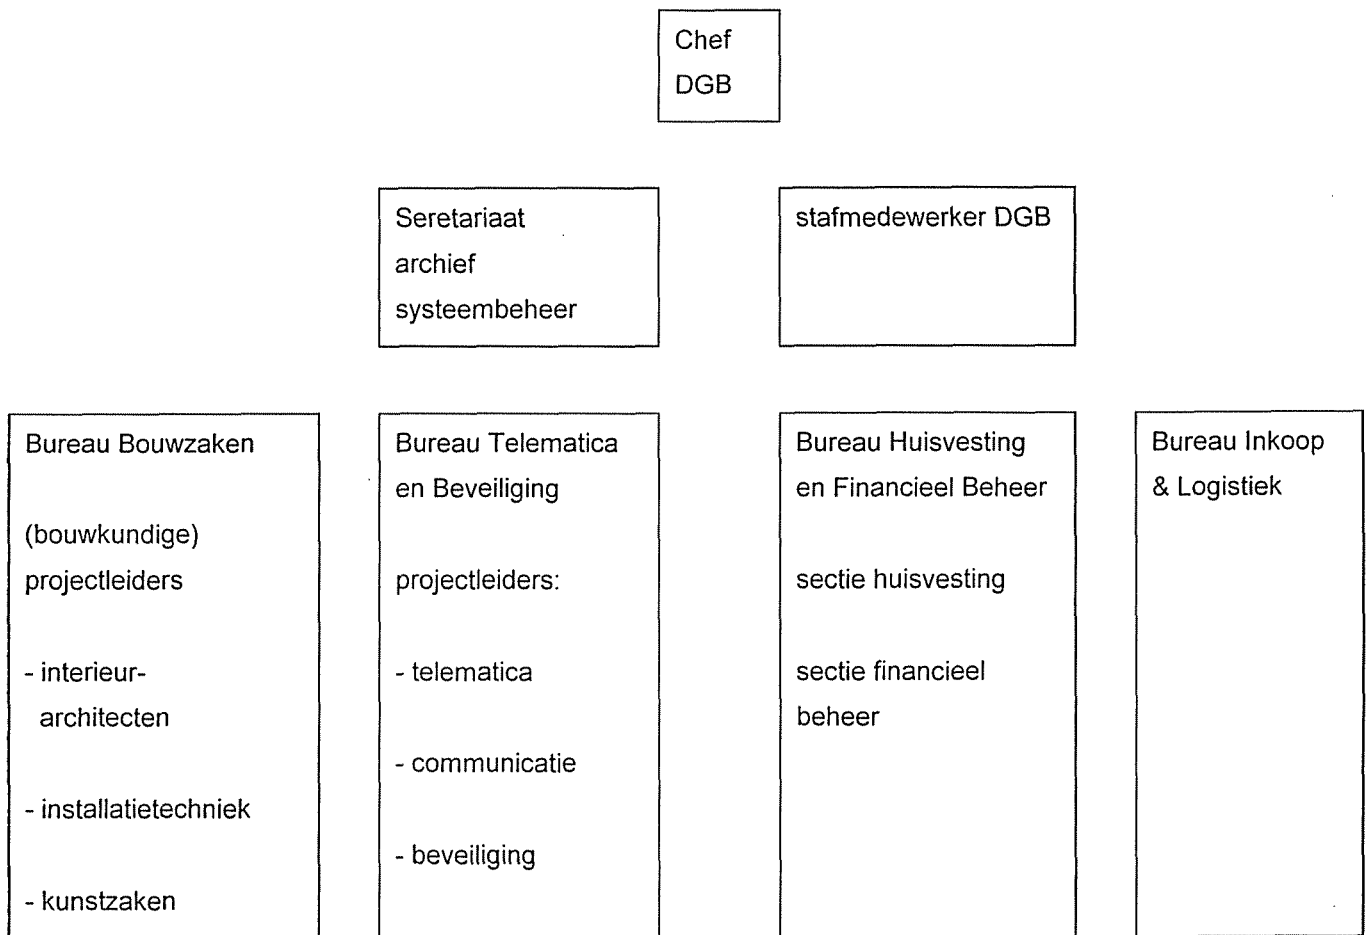 Chef
DGB
Seretariaat
archief
systeembeheer
stafmedewerker DGB
Bureau Bouwzaken
(bouwkundige)
projectleiders
- interieur-
architecten
- installatietechniek
- kunstzaken
Bureau Telematica
en Beveiliging
projectleiders:
- telematica
- communicatie
- beveiliging
Bureau Huisvesting
en Financieel Beheer
sectie huisvesting
sectie financieel
beheer
Bureau Inkoop
& Logistiek